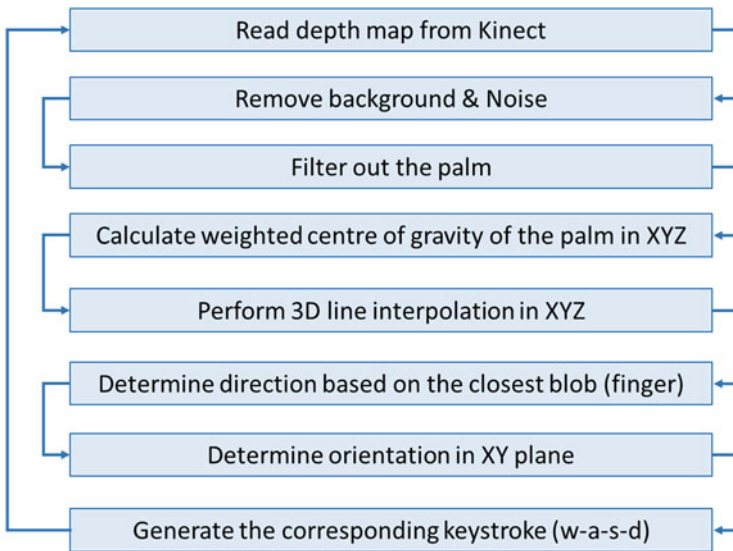 Read depth map from Kinect
Remove background & Noise
Filter out the palm
Calculate weighted centre of gravity of the palm in XYZ
Perform 3D line interpolation in XYZ
Determine direction based on the closest blob (finger)
Determine orientation in XY plane
Generate the corresponding keystroke (w-a-s-d)